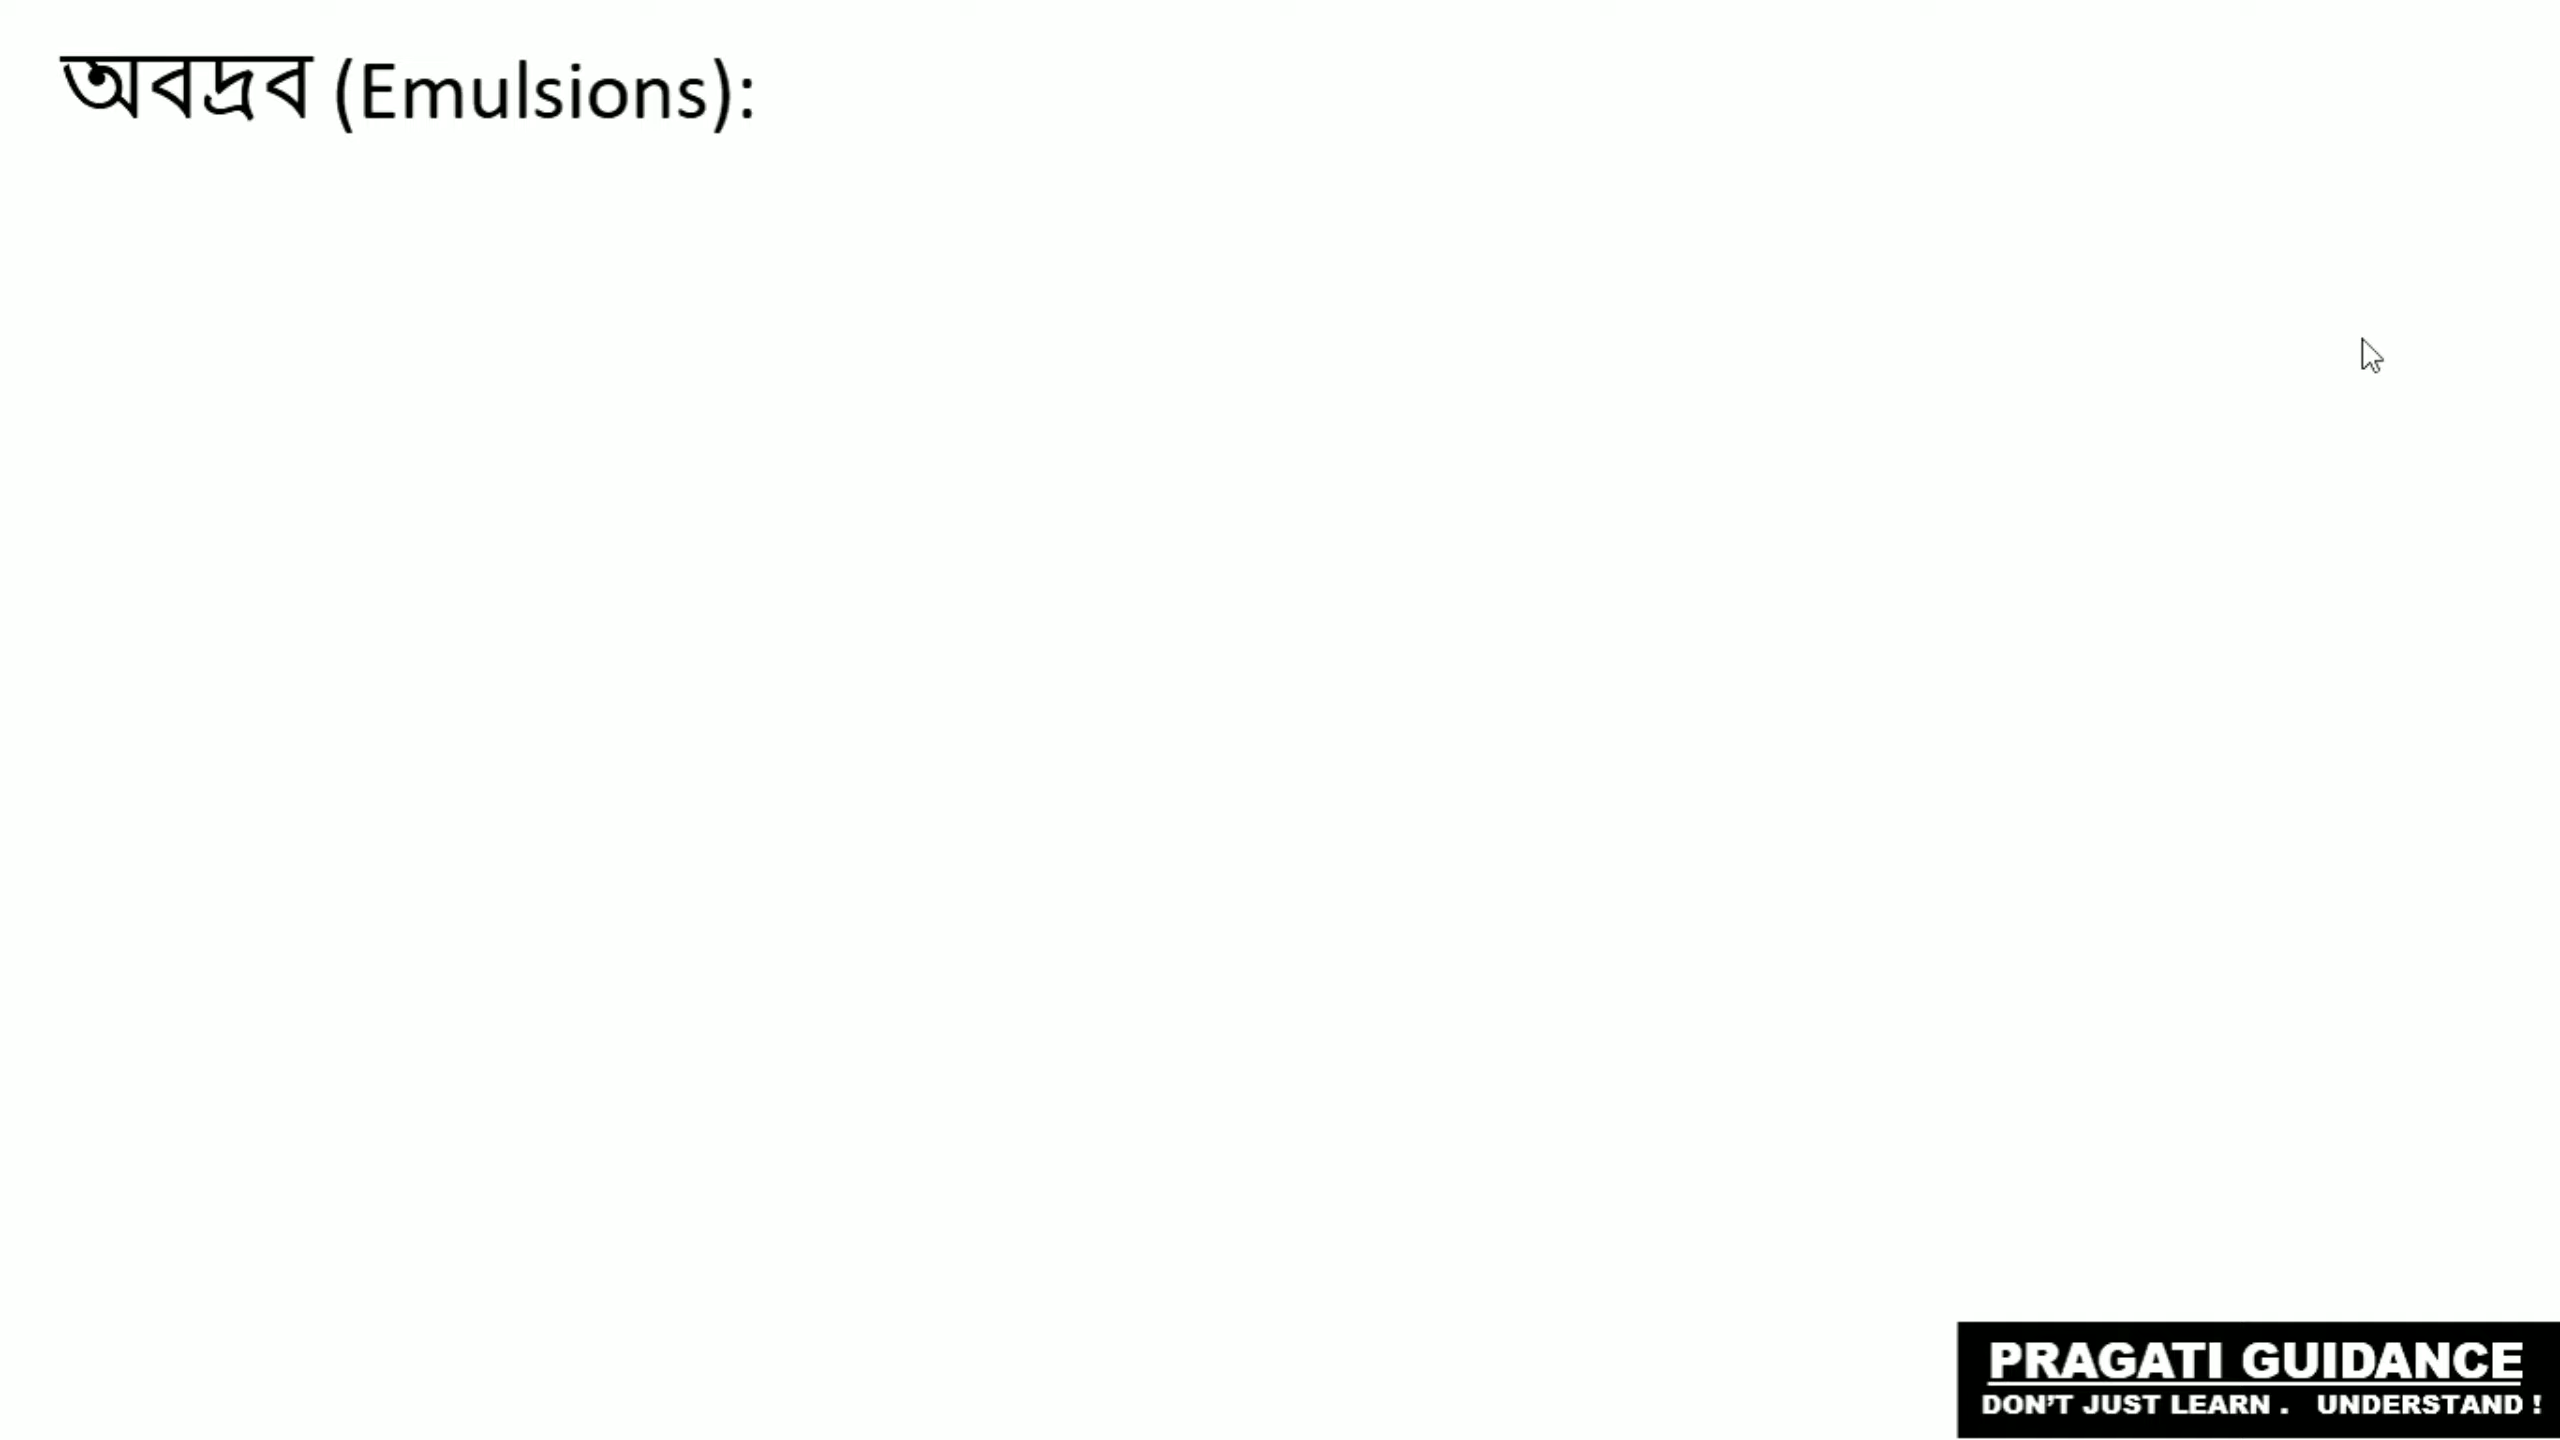 অবদ্রব (Emulsions):
PRAGATI GUIDANCE
DON'T JUST LEARN . UNDERSTAND !